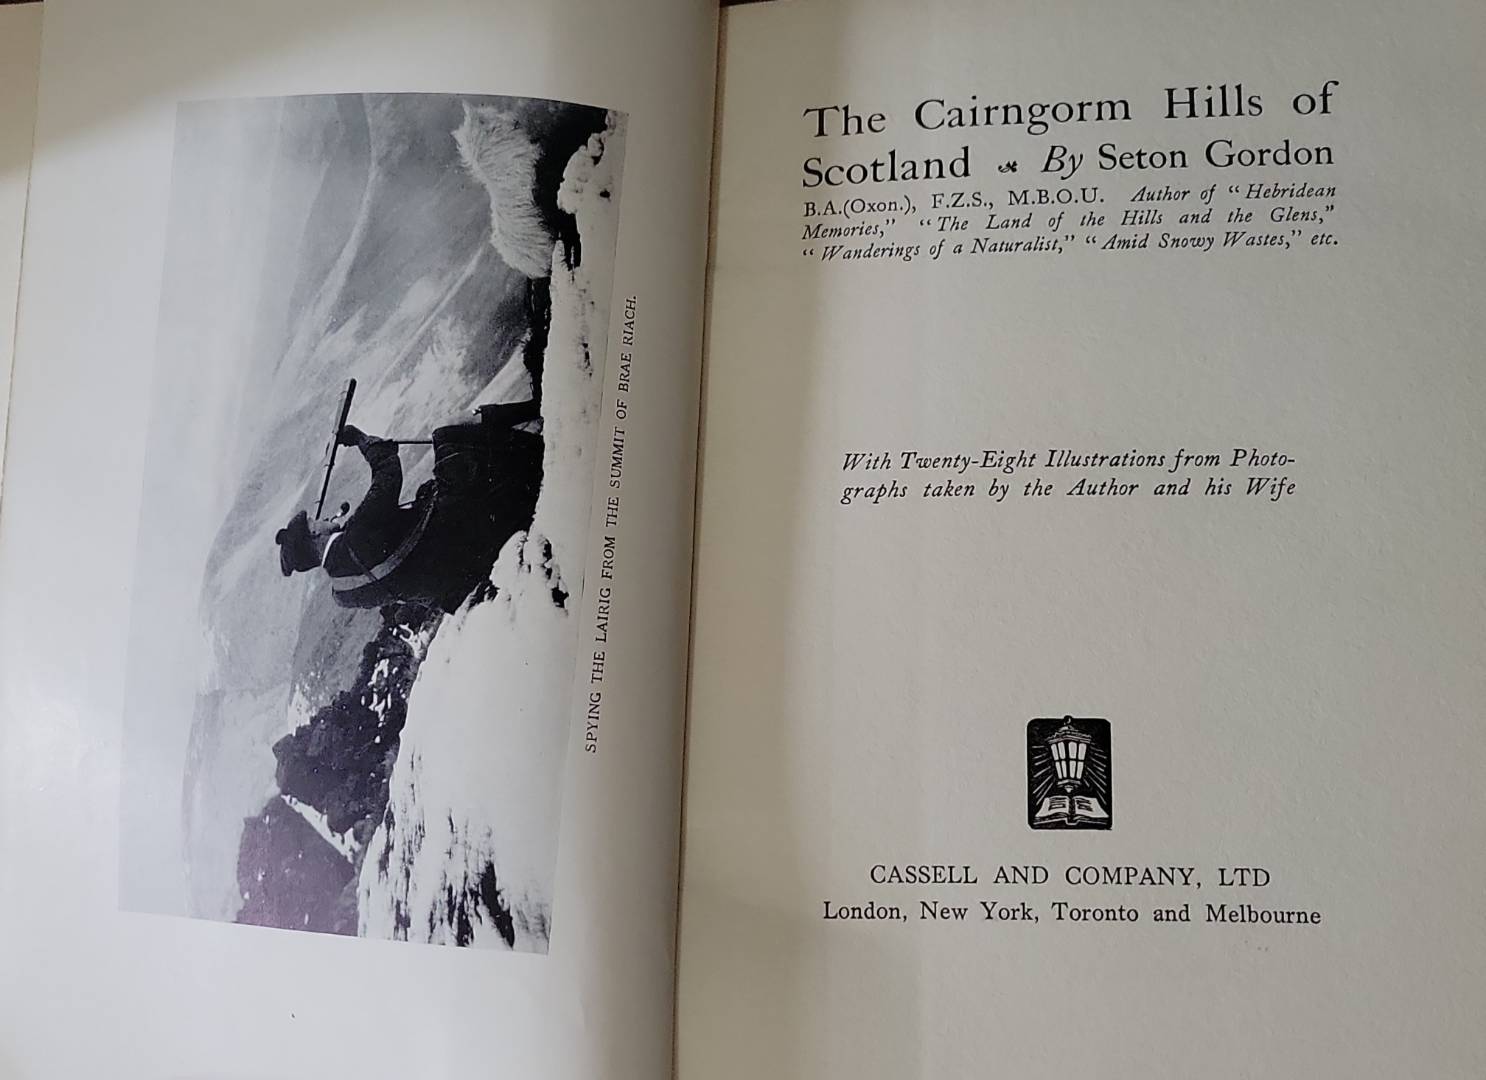 SPYING THE LAIRIG FROM THE SUMMIT OF BRAE RIACH.
The Cairngorm Hills of
Scotland By Seton Gordon
B.A.(Oxon.), F.Z.S., M.B.O.U. Author of “Hebridean
Memories,” “The Land of the Hills and the Glens,”
“Wanderings of a Naturalist,” “Amid Snowy Wastes,” etc.
With Twenty-Eight Illustrations from Photo-
graphs taken by the Author and his Wife
CASSELL AND COMPANY, LTD
London, New York, Toronto and Melbourne